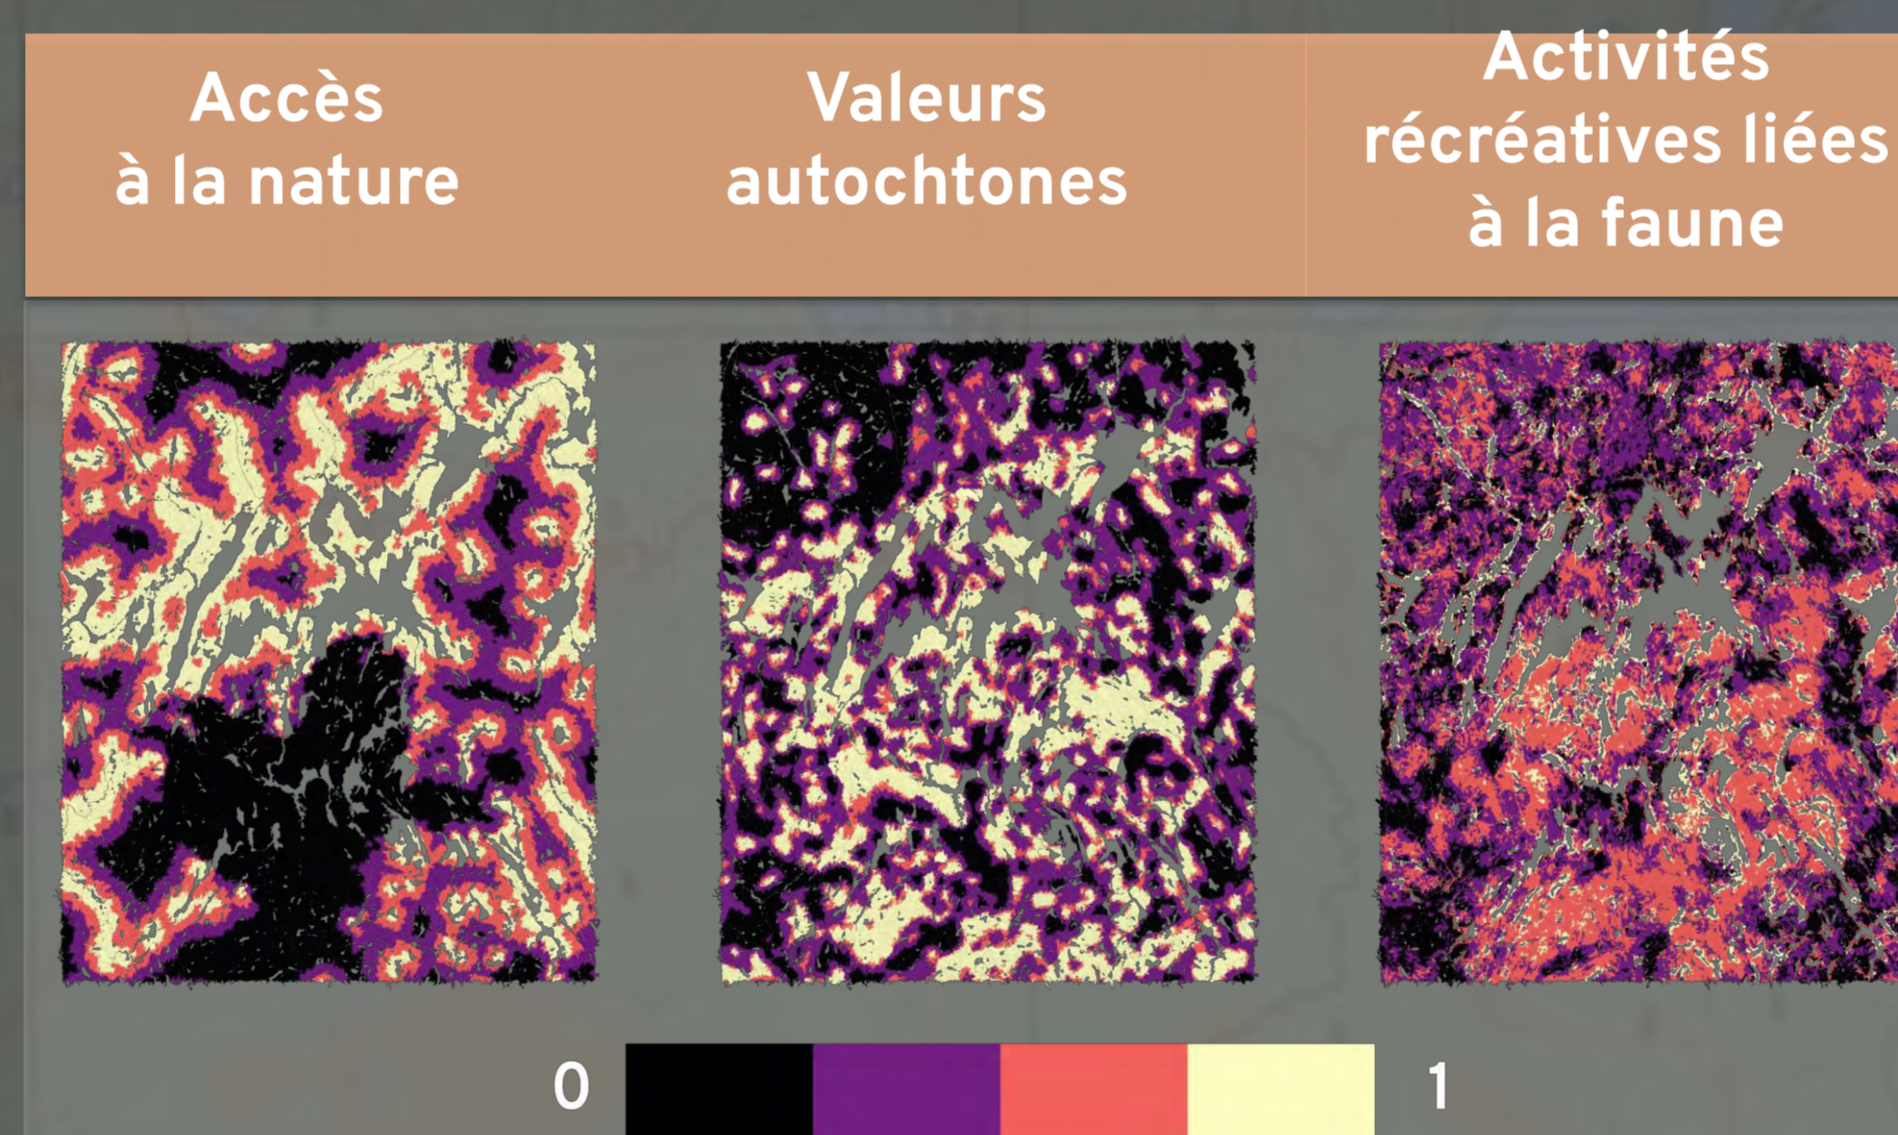 Accès
à la nature
Valeurs
autochtones
Activités
récréatives liées
à la faune
0
1